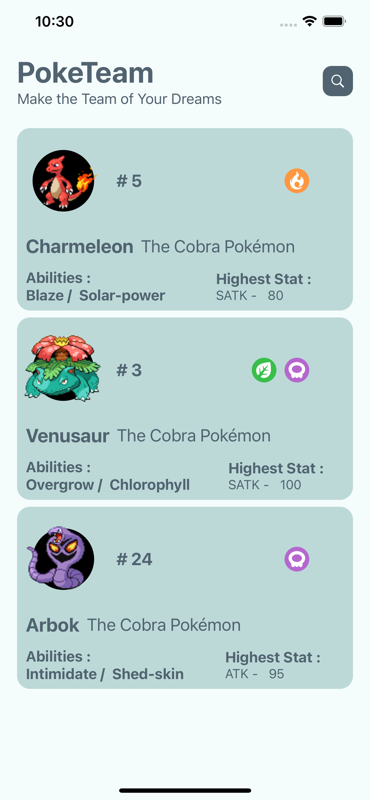 10:30
PokeTeam
Make the Team of Your Dreams
# 5
Charmeleon The Cobra Pokémon
Abilities :
Blaze / Solar-power
Highest Stat :
SATK - 80
# 3
Venusaur The Cobra Pokémon
Abilities :
Overgrow / Chlorophyll
Highest Stat :
SATK - 100
# 24
Arbok The Cobra Pokémon
Abilities :
Intimidate / Shed-skin
Highest Stat :
ATK - 95